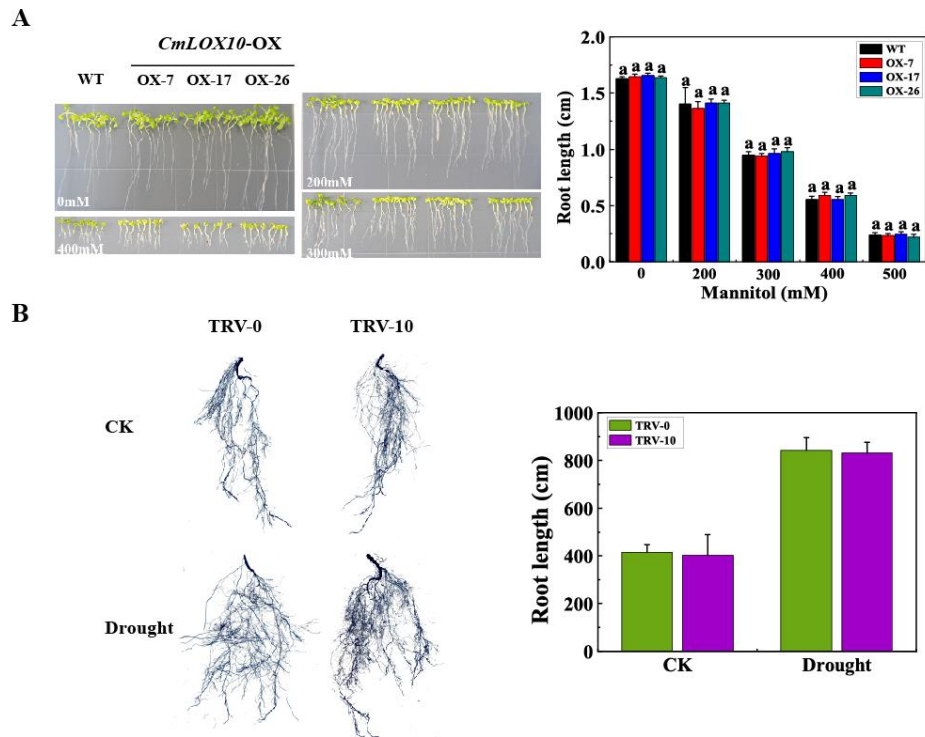 A
CmLOX10-OX
WT OX-7 OX-17 OX-26
0mM
400mM
200mM
300mM
Root length (cm)
2.0
1.5
1.0
0.5
0.0
WT
OX-7
OX-17
OX-26
a a a a
a a a a
a a a a
a a a a
a a a a
0 200 300 400 500
Mannitol (mM)
B
TRV-0 TRV-10
CK
Drought
Root length (cm)
1000
800
600
400
200
0
TRV-0
TRV-10
CK Drought